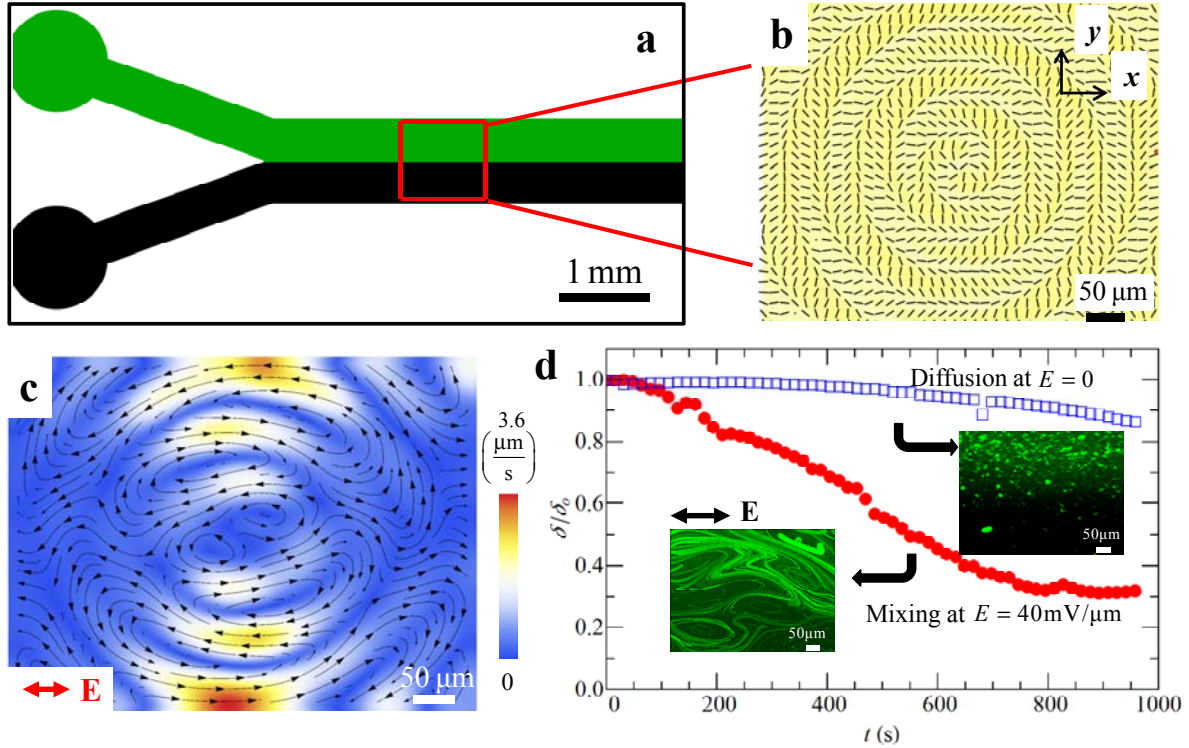 a
1 mm
b
y
x
50 μm
c
3.6
μm
s
0
E
50 μm
d
δ/δₒ
1.0
0.8
0.6
0.4
0.2
0.0
0 200 400 600 800 1000
t (s)
Diffusion at E = 0
50μm
E
50μm
Mixing at E = 40mV/μm